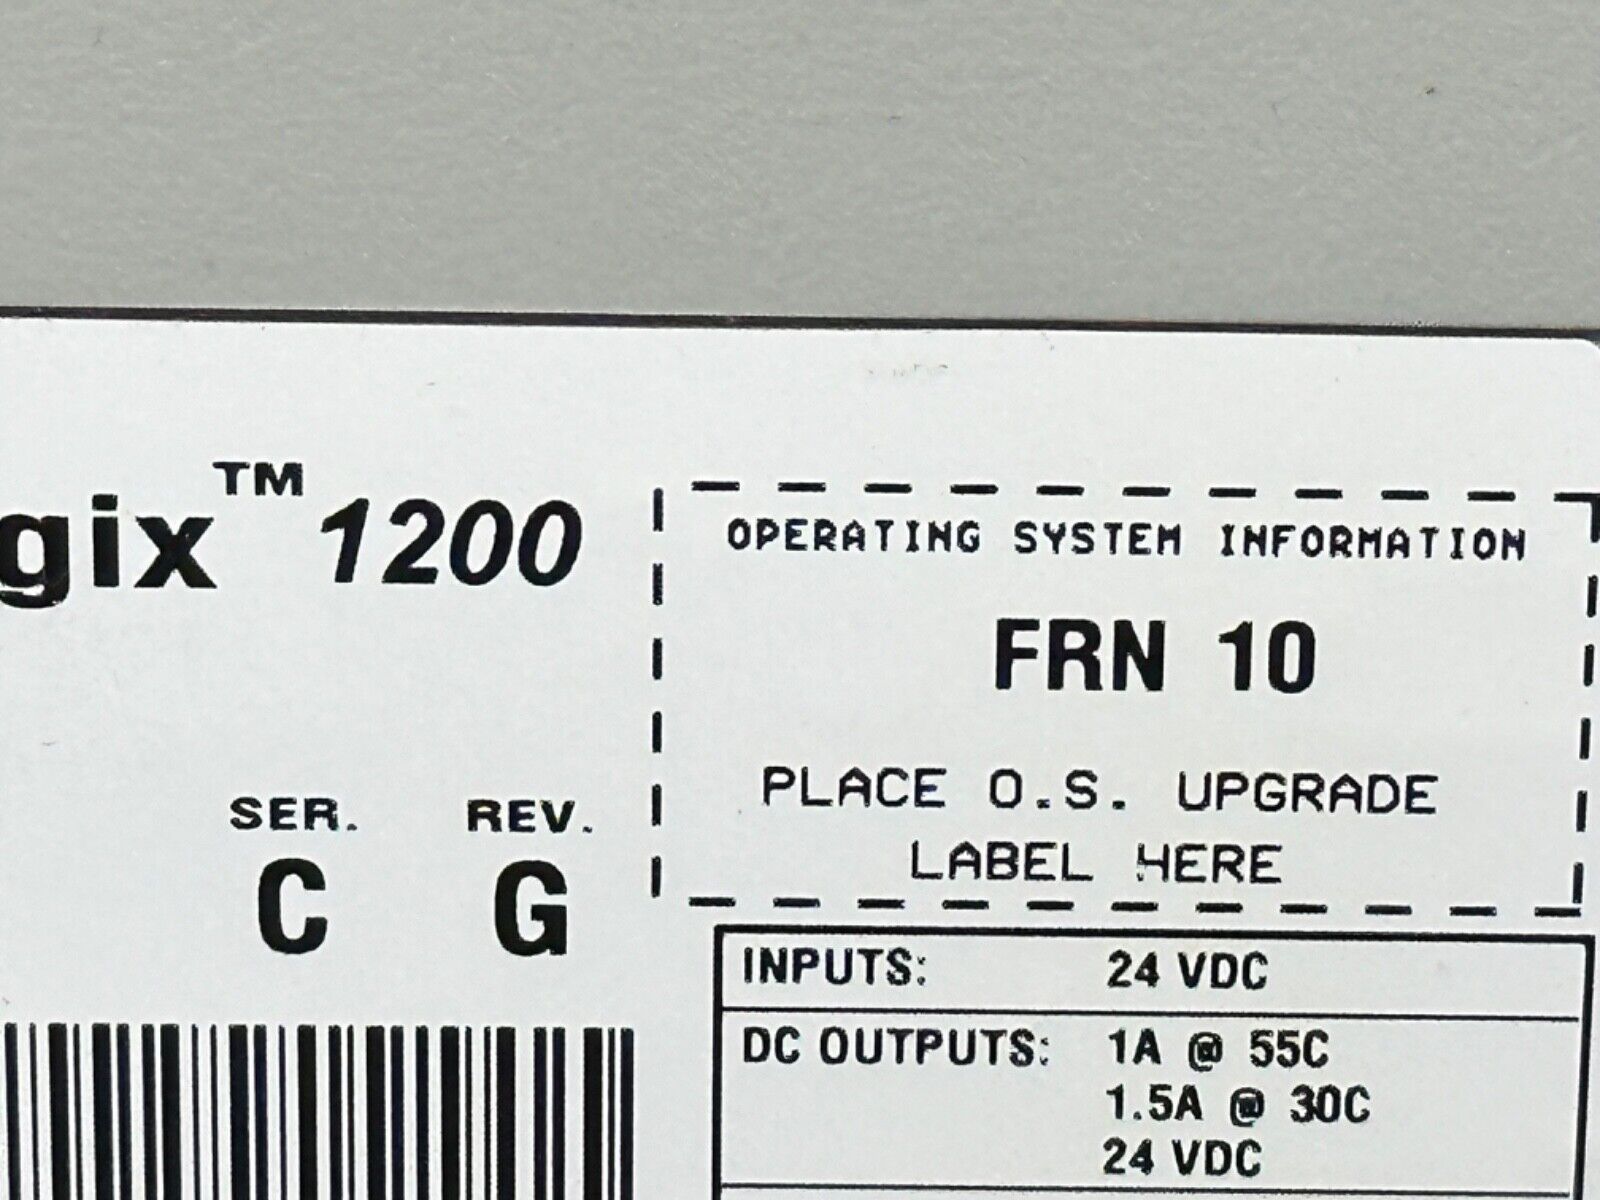 gix™ 1200
OPERATING SYSTEM INFORMATION
FRN 10
PLACE O.S. UPGRADE
LABEL HERE
SER. REV.
C G
INPUTS: 24 VDC
DC OUTPUTS: 1A @ 55C
1.5A @ 30C
24 VDC